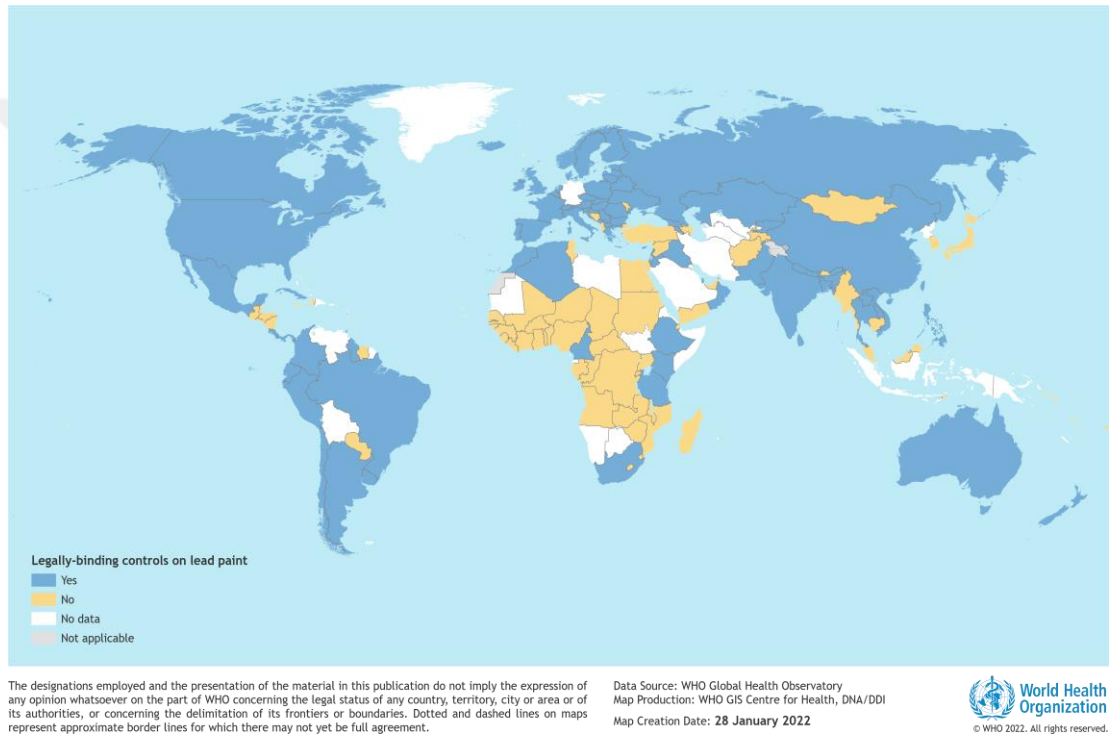 Legally-binding controls on lead paint
Yes
No
No data
Not applicable
The designations employed and the presentation of the material in this publication do not imply the expression of
any opinion whatsoever on the part of WHO concerning the legal status of any country, territory, city or area or of
its authorities, or concerning the delimitation of its frontiers or boundaries. Dotted and dashed lines on maps
represent approximate border lines for which there may not yet be full agreement.
Data Source: WHO Global Health Observatory
Map Production: WHO GIS Centre for Health, DNA/DDI
Map Creation Date: 28 January 2022
World Health
Organization
© WHO 2022. All rights reserved.